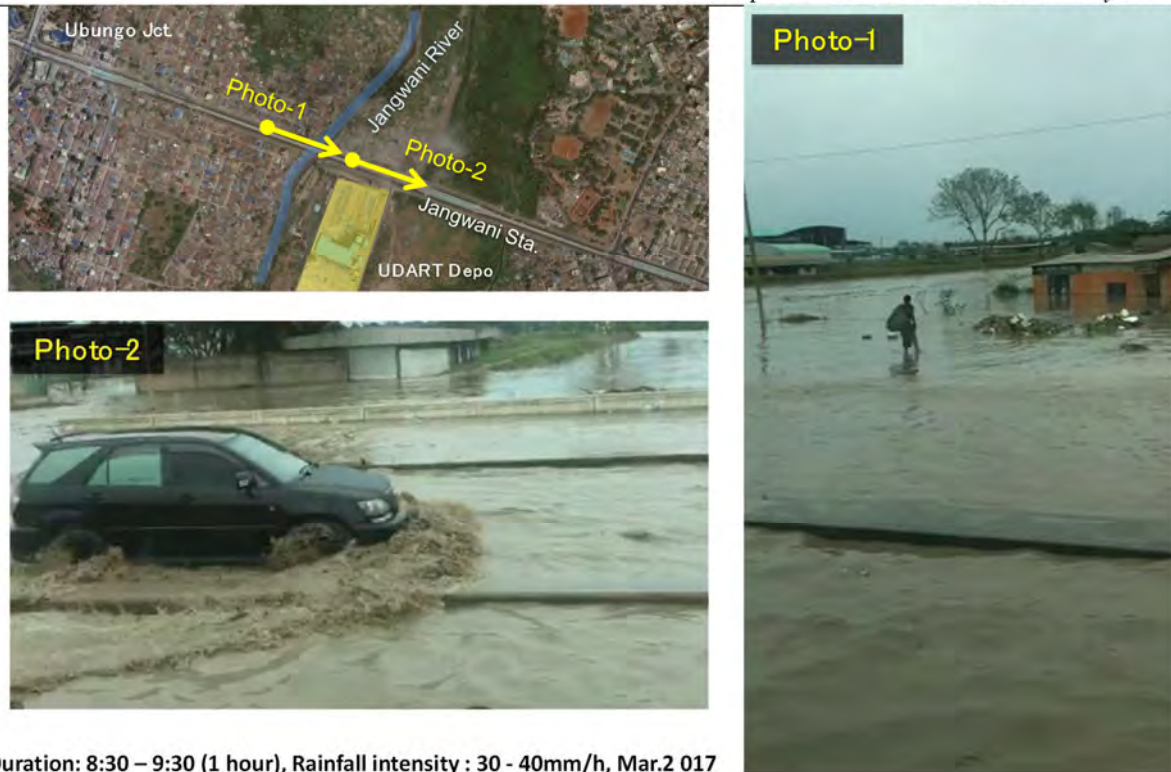 Ubungo Jct.
Photo-1
Jangwani River
Photo-2
Jangwani Sta.
UDART Depo
Photo-1
Photo-2
uration: 8:30 – 9:30 (1 hour), Rainfall intensity : 30 - 40mm/h, Mar.2 017